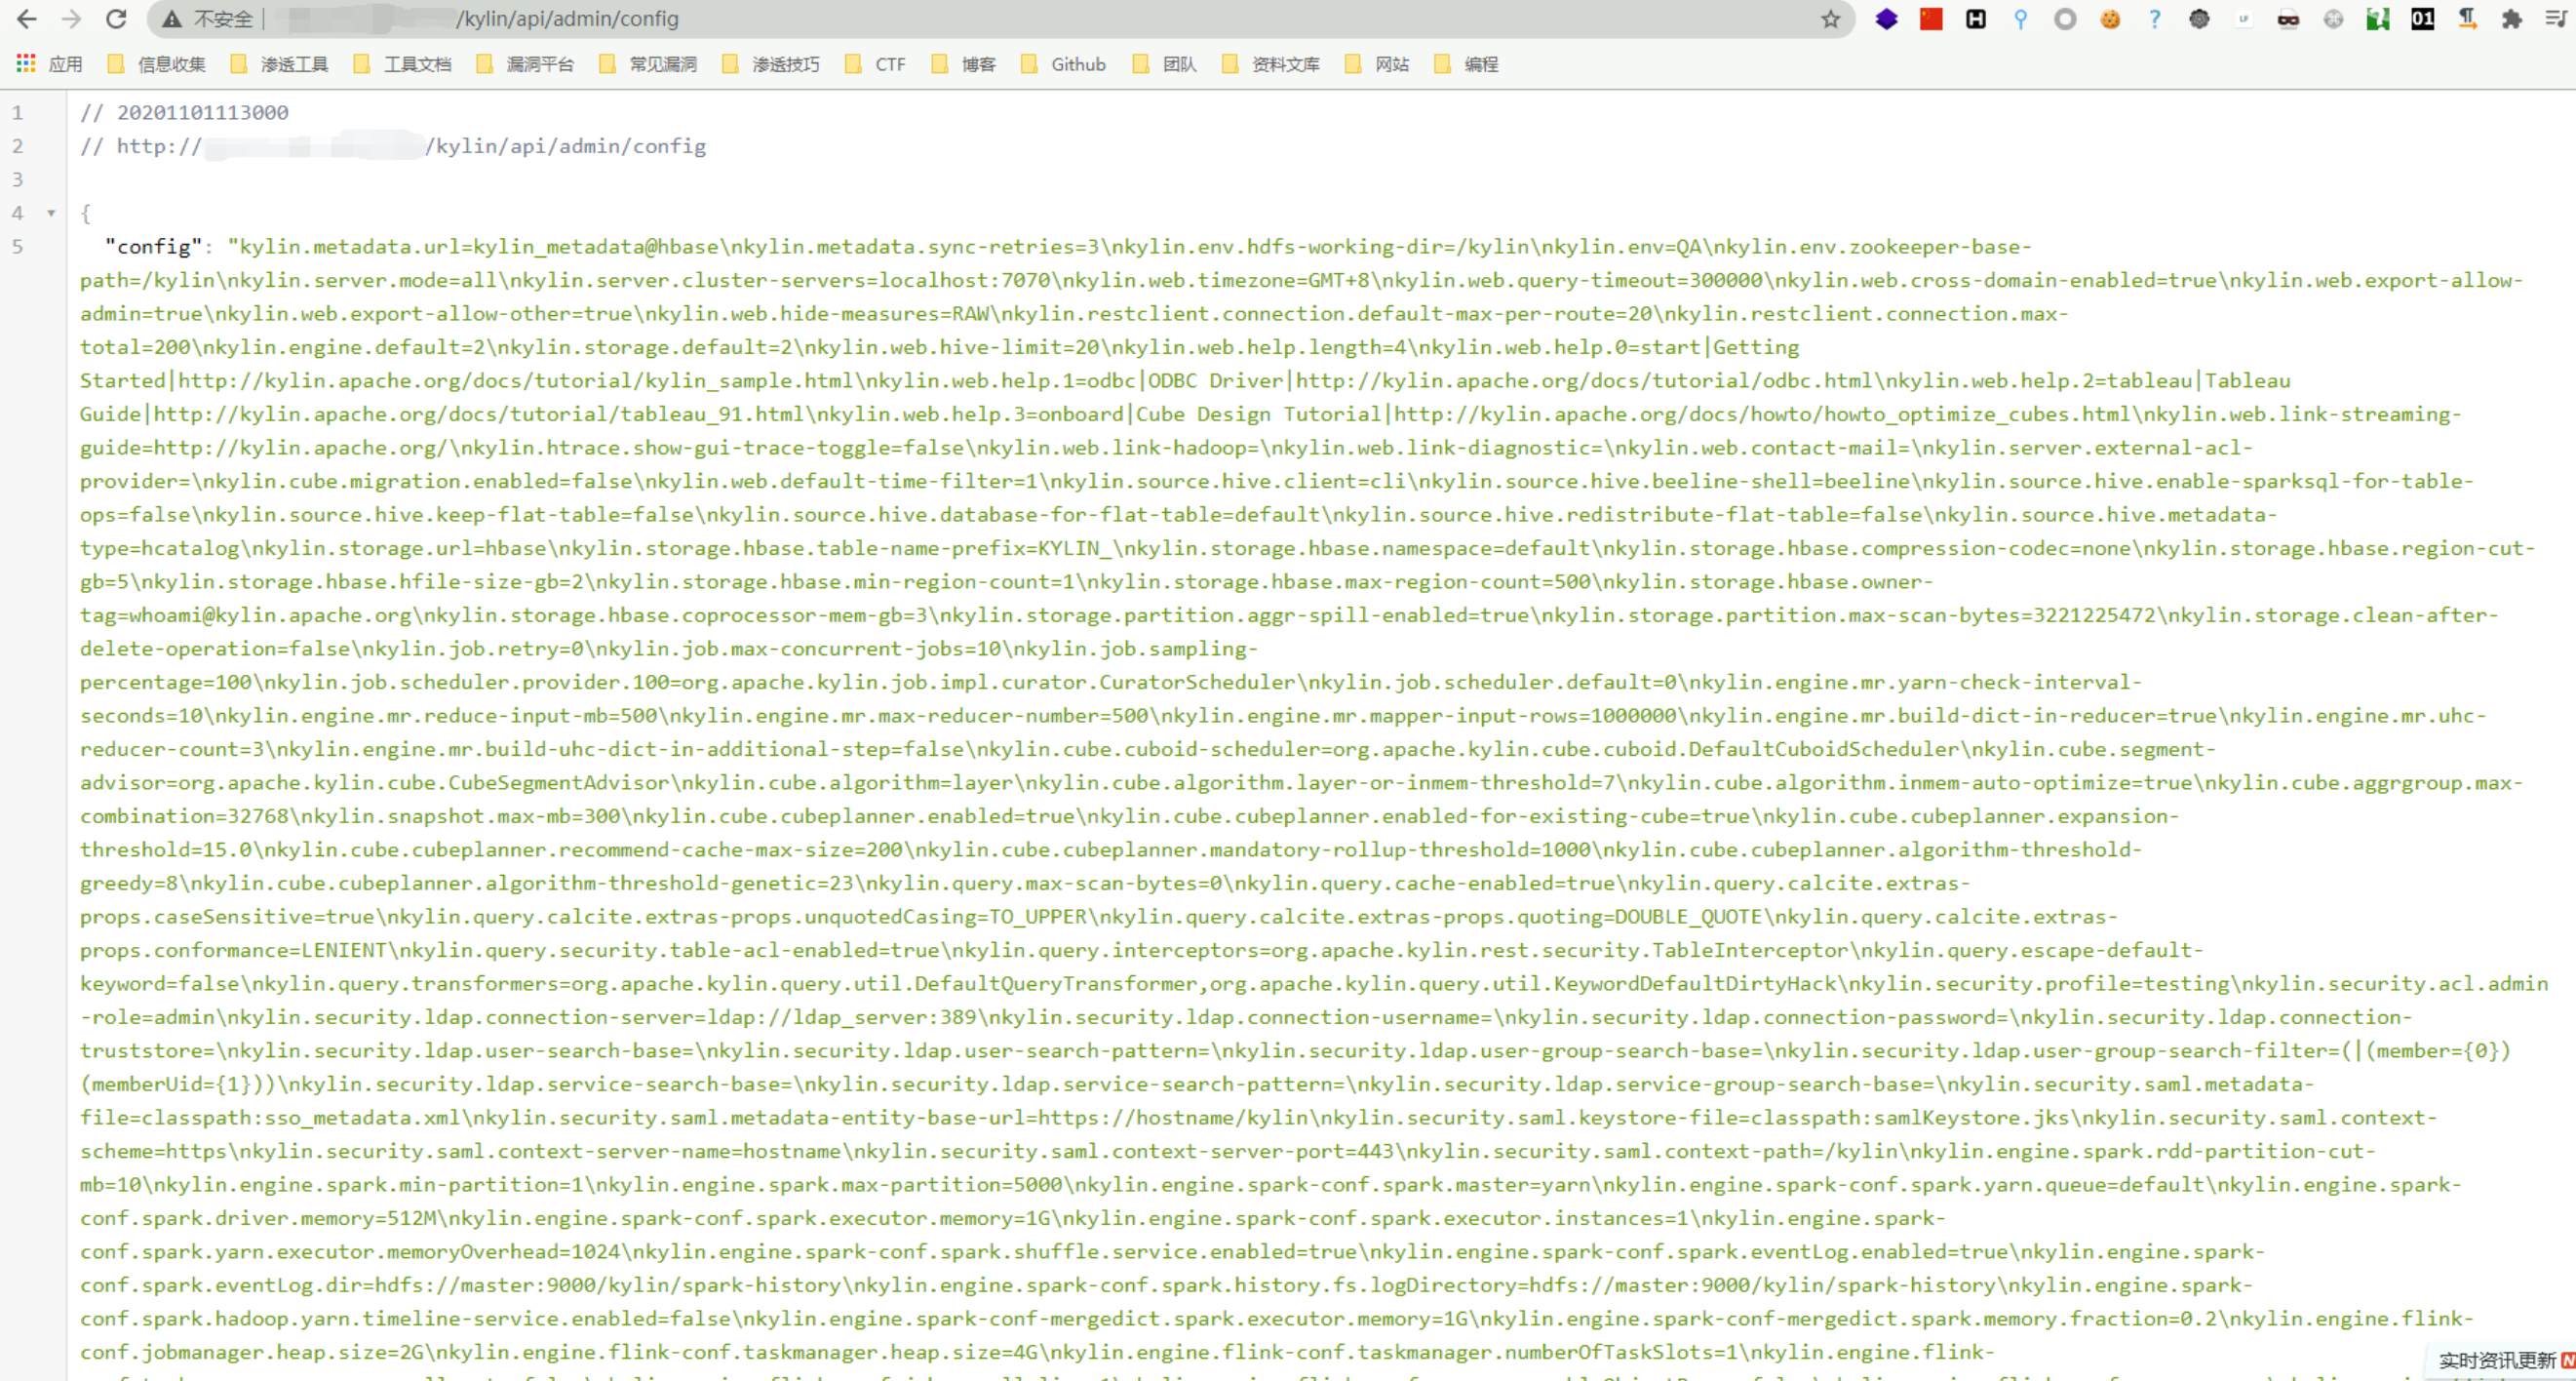 不安全 | /kylin/api/admin/config
应用 信息收集 渗透工具 工具文档 漏洞平台 常见漏洞 渗透技巧 CTF 博客 Github 团队 资料文库 网站 编程
1 // 20201101113000
2 // http:// /kylin/api/admin/config
3
4 {
5 "config": "kylin.metadata.url=kylin_metadata@hbase\nkylin.metadata.sync-retries=3\nkylin.env.hdfs-working-dir=/kylin\nkylin.env=QA\nkylin.env.zookeeper-base-
path=/kylin\nkylin.server.mode=all\nkylin.server.cluster-servers=localhost:7070\nkylin.web.timezone=GMT+8\nkylin.web.query-timeout=300000\nkylin.web.cross-domain-enabled=true\nkylin.web.export-allow-
admin=true\nkylin.web.export-allow-other=true\nkylin.web.hide-measures=RAW\nkylin.restclient.connection.default-max-per-route=20\nkylin.restclient.connection.max-
total=200\nkylin.engine.default=2\nkylin.storage.default=2\nkylin.web.hive-limit=20\nkylin.web.help.length=4\nkylin.web.help.0=start|Getting
Started|http://kylin.apache.org/docs/tutorial/kylin_sample.html\nkylin.web.help.1=odbc|ODBC Driver|http://kylin.apache.org/docs/tutorial/odbc.html\nkylin.web.help.2=tableau|Tableau
Guide|http://kylin.apache.org/docs/tutorial/tableau_91.html\nkylin.web.help.3=onboard|Cube Design Tutorial|http://kylin.apache.org/docs/howto/howto_optimize_cubes.html\nkylin.web.link-streaming-
guide=http://kylin.apache.org/\nkylin.htrace.show-gui-trace-toggle=false\nkylin.web.link-hadoop=\nkylin.web.link-diagnostic=\nkylin.web.contact-mail=\nkylin.server.external-acl-
provider=\nkylin.cube.migration.enabled=false\nkylin.web.default-time-filter=1\nkylin.source.hive.client=cli\nkylin.source.hive.beeline-shell=beeline\nkylin.source.hive.enable-sparksql-for-table-
ops=false\nkylin.source.hive.keep-flat-table=false\nkylin.source.hive.database-for-flat-table=default\nkylin.source.hive.redistribute-flat-table=false\nkylin.source.hive.metadata-
type=hcatalog\nkylin.storage.url=hbase\nkylin.storage.hbase.table-name-prefix=KYLIN_\nkylin.storage.hbase.namespace=default\nkylin.storage.hbase.compression-codec=none\nkylin.storage.hbase.region-cut-
gb=5\nkylin.storage.hbase.hfile-size-gb=2\nkylin.storage.hbase.min-region-count=1\nkylin.storage.hbase.max-region-count=500\nkylin.storage.hbase.owner-
tag=whoami@kylin.apache.org\nkylin.storage.hbase.coprocessor-mem-gb=3\nkylin.storage.partition.aggr-spill-enabled=true\nkylin.storage.partition.max-scan-bytes=3221225472\nkylin.storage.clean-after-
delete-operation=false\nkylin.job.retry=0\nkylin.job.max-concurrent-jobs=10\nkylin.job.sampling-
percentage=100\nkylin.job.scheduler.provider.100=org.apache.kylin.job.impl.curator.CuratorScheduler\nkylin.job.scheduler.default=0\nkylin.engine.mr.yarn-check-interval-
seconds=10\nkylin.engine.mr.reduce-input-mb=500\nkylin.engine.mr.max-reducer-number=500\nkylin.engine.mr.mapper-input-rows=1000000\nkylin.engine.mr.build-dict-in-reducer=true\nkylin.engine.mr.uhc-
reducer-count=3\nkylin.engine.mr.build-uhc-dict-in-additional-step=false\nkylin.cube.cuboid-scheduler=org.apache.kylin.cube.cuboid.DefaultCuboidScheduler\nkylin.cube.segment-
advisor=org.apache.kylin.cube.CubeSegmentAdvisor\nkylin.cube.algorithm=layer\nkylin.cube.algorithm.layer-or-inmem-threshold=7\nkylin.cube.algorithm.inmem-auto-optimize=true\nkylin.cube.aggrgroup.max-
combination=32768\nkylin.snapshot.max-mb=300\nkylin.cube.cubeplanner.enabled=true\nkylin.cube.cubeplanner.enabled-for-existing-cube=true\nkylin.cube.cubeplanner.expansion-
threshold=15.0\nkylin.cube.cubeplanner.recommend-cache-max-size=200\nkylin.cube.cubeplanner.mandatory-rollup-threshold=1000\nkylin.cube.cubeplanner.algorithm-threshold-
greedy=8\nkylin.cube.cubeplanner.algorithm-threshold-genetic=23\nkylin.query.max-scan-bytes=0\nkylin.query.cache-enabled=true\nkylin.query.calcite.extras-
props.caseSensitive=true\nkylin.query.calcite.extras-props.unquotedCasing=TO_UPPER\nkylin.query.calcite.extras-props.quoting=DOUBLE_QUOTE\nkylin.query.calcite.extras-
props.conformance=LENIENT\nkylin.query.security.table-acl-enabled=true\nkylin.query.interceptors=org.apache.kylin.rest.security.TableInterceptor\nkylin.query.escape-default-
keyword=false\nkylin.query.transformers=org.apache.kylin.query.util.DefaultQueryTransformer,org.apache.kylin.query.util.KeywordDefaultDirtyHack\nkylin.security.profile=testing\nkylin.security.acl.admin
-role=admin\nkylin.security.ldap.connection-server=ldap://ldap_server:389\nkylin.security.ldap.connection-username=\nkylin.security.ldap.connection-password=\nkylin.security.ldap.connection-
truststore=\nkylin.security.ldap.user-search-base=\nkylin.security.ldap.user-search-pattern=\nkylin.security.ldap.user-group-search-base=\nkylin.security.ldap.user-group-search-filter=(|(member={0})
(memberUid={1}))\nkylin.security.ldap.service-search-base=\nkylin.security.ldap.service-search-pattern=\nkylin.security.ldap.service-group-search-base=\nkylin.security.saml.metadata-
file=classpath:sso_metadata.xml\nkylin.security.saml.metadata-entity-base-url=https://hostname/kylin\nkylin.security.saml.keystore-file=classpath:samlKeystore.jks\nkylin.security.saml.context-
scheme=https\nkylin.security.saml.context-server-name=hostname\nkylin.security.saml.context-server-port=443\nkylin.security.saml.context-path=/kylin\nkylin.engine.spark.rdd-partition-cut-
mb=10\nkylin.engine.spark.min-partition=1\nkylin.engine.spark.max-partition=5000\nkylin.engine.spark-conf.spark.master=yarn\nkylin.engine.spark-conf.spark.yarn.queue=default\nkylin.engine.spark-
conf.spark.driver.memory=512M\nkylin.engine.spark-conf.spark.executor.memory=1G\nkylin.engine.spark-conf.spark.executor.instances=1\nkylin.engine.spark-
conf.spark.yarn.executor.memoryOverhead=1024\nkylin.engine.spark-conf.spark.shuffle.service.enabled=true\nkylin.engine.spark-conf.spark.eventLog.enabled=true\nkylin.engine.spark-
conf.spark.eventLog.dir=hdfs://master:9000/kylin/spark-history\nkylin.engine.spark-conf.spark.history.fs.logDirectory=hdfs://master:9000/kylin/spark-history\nkylin.engine.spark-
conf.spark.hadoop.yarn.timeline-service.enabled=false\nkylin.engine.spark-conf-mergedict.spark.executor.memory=1G\nkylin.engine.spark-conf-mergedict.spark.memory.fraction=0.2\nkylin.engine.flink-
conf.jobmanager.heap.size=2G\nkylin.engine.flink-conf.taskmanager.heap.size=4G\nkylin.engine.flink-conf.taskmanager.numberOfTaskSlots=1\nkylin.engine.flink-
实时资讯更新